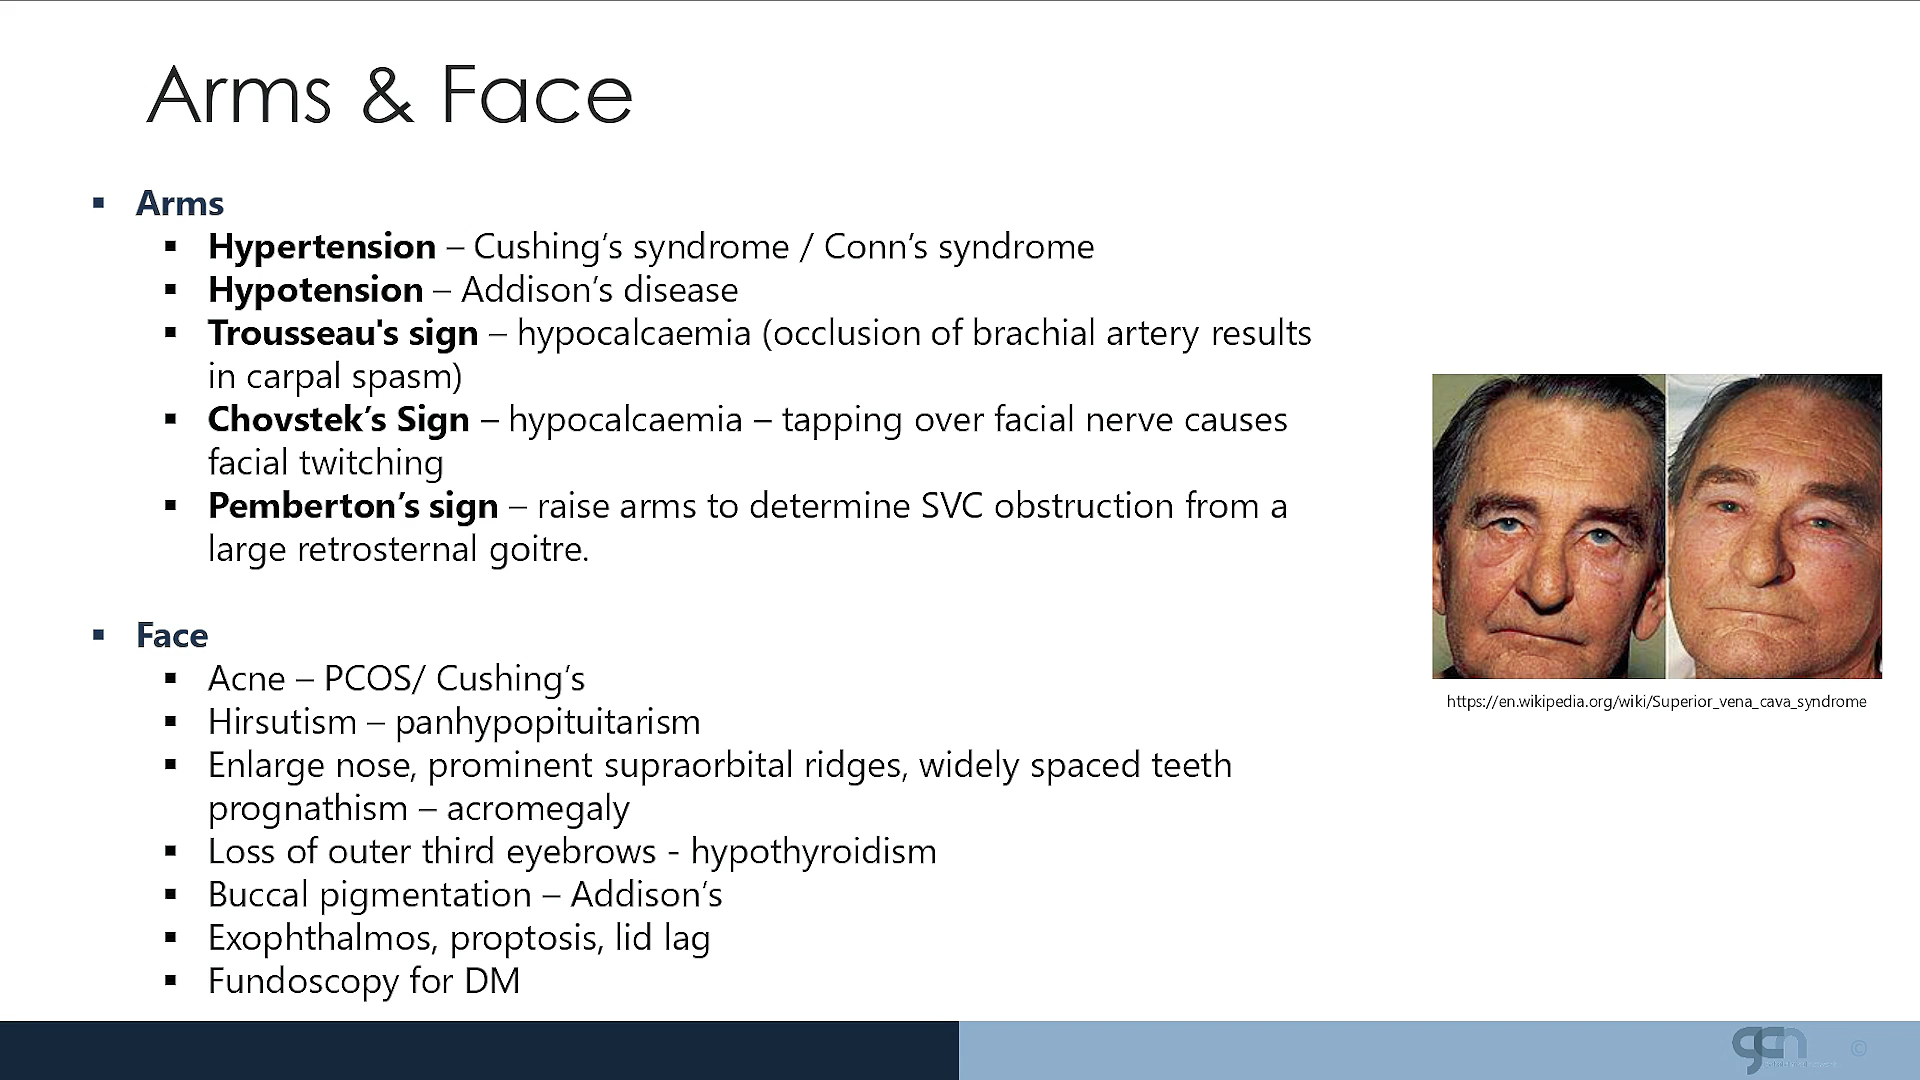 Arms & Face
▪ Arms
▪ Hypertension – Cushing’s syndrome / Conn’s syndrome
▪ Hypotension – Addison’s disease
▪ Trousseau's sign – hypocalcaemia (occlusion of brachial artery results
in carpal spasm)
▪ Chovstek’s Sign – hypocalcaemia – tapping over facial nerve causes
facial twitching
▪ Pemberton’s sign – raise arms to determine SVC obstruction from a
large retrosternal goitre.
▪ Face
▪ Acne – PCOS/ Cushing’s
▪ Hirsutism – panhypopituitarism
▪ Enlarge nose, prominent supraorbital ridges, widely spaced teeth
prognathism – acromegaly
▪ Loss of outer third eyebrows - hypothyroidism
▪ Buccal pigmentation – Addison’s
▪ Exophthalmos, proptosis, lid lag
▪ Fundoscopy for DM
https://en.wikipedia.org/wiki/Superior_vena_cava_syndrome
©